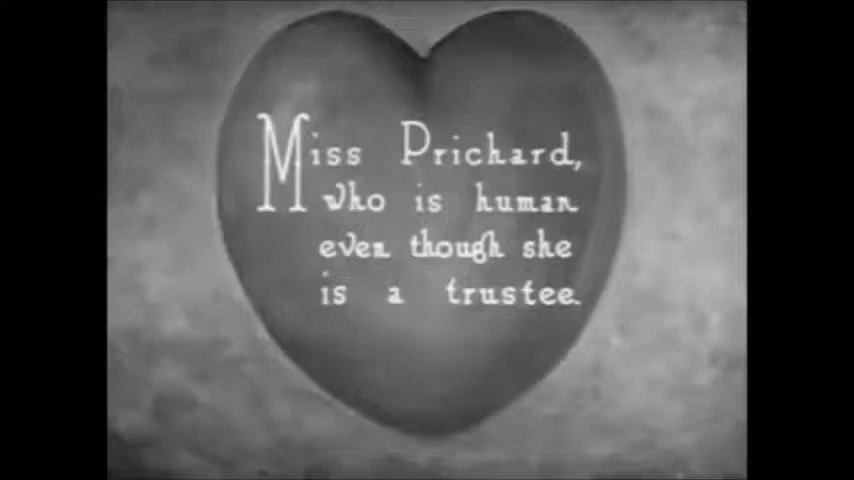 Miss Prichard,
who is human
even though she
is a trustee.